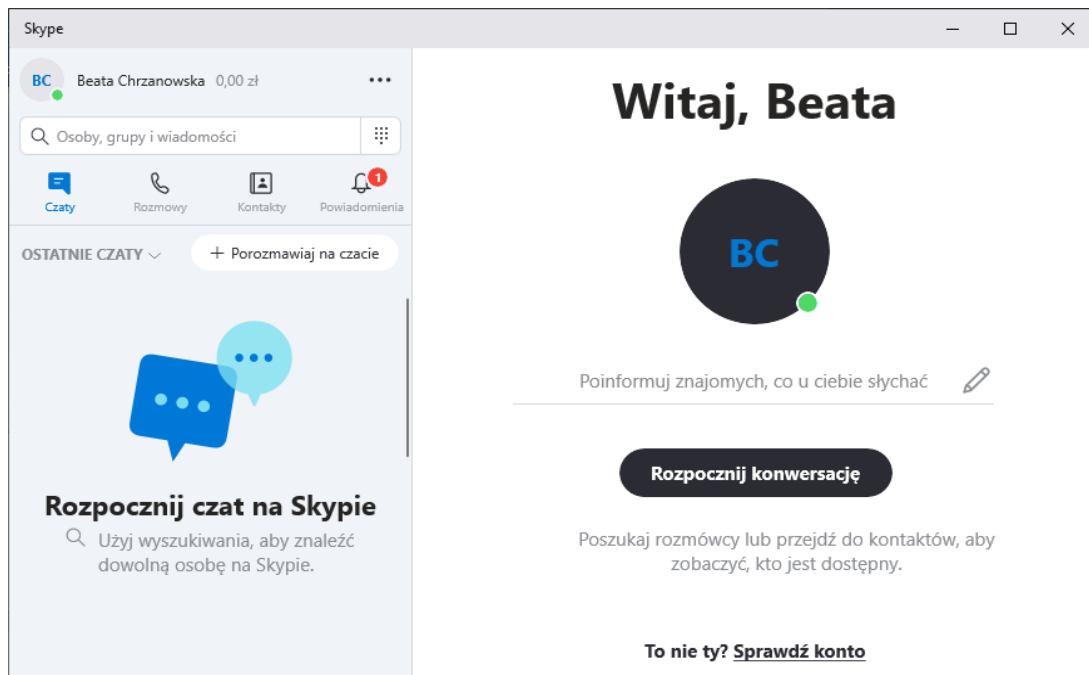 Skype
BC Beata Chrzanowska 0,00 zł
Osoby, grupy i wiadomości
1
Czaty Rozmowy Kontakty Powiadomienia
OSTATNIE CZATY + Porozmawiaj na czacie
Rozpocznij czat na Skypie
Użyj wyszukiwania, aby znaleźć
dowolną osobę na Skypie.
Witaj, Beata
BC
Poinformuj znajomych, co u ciebie słychać
Rozpocznij konwersację
Poszukaj rozmówcy lub przejdź do kontaktów, aby
zobaczyć, kto jest dostępny.
To nie ty? Sprawdź konto